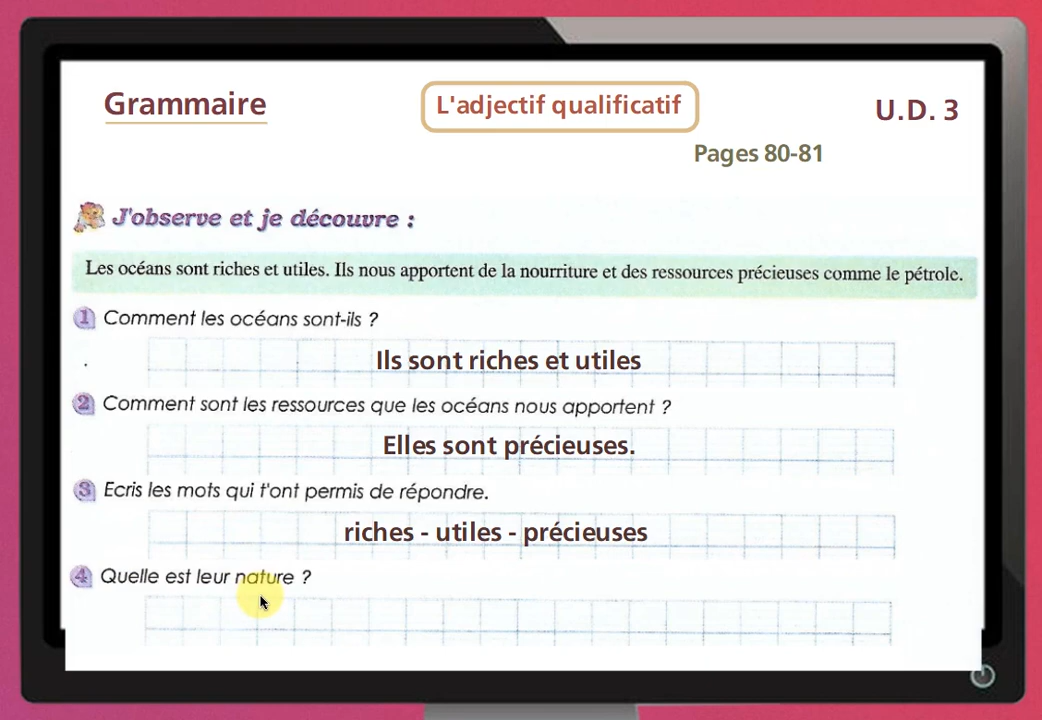 Grammaire
L'adjectif qualificatif
U.D. 3
Pages 80-81
J'observe et je découvre :
Les océans sont riches et utiles. Ils nous apportent de la nourriture et des ressources précieuses comme le pétrole.
1 Comment les océans sont-ils ?
Ils sont riches et utiles
2 Comment sont les ressources que les océans nous apportent ?
Elles sont précieuses.
3 Ecris les mots qui t'ont permis de répondre.
riches - utiles - précieuses
4 Quelle est leur nature ?